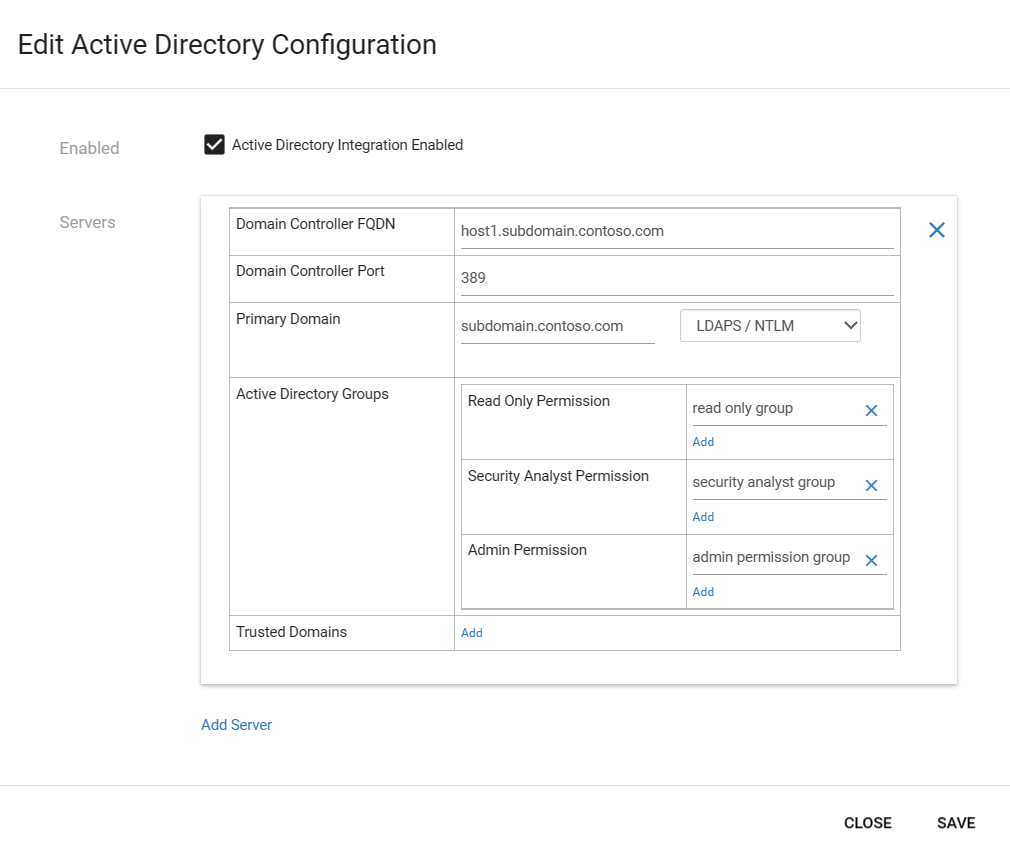 Edit Active Directory Configuration
Enabled
Active Directory Integration Enabled
Servers
Domain Controller FQDN
host1.subdomain.contoso.com
Domain Controller Port
389
Primary Domain
subdomain.contoso.com
LDAPS / NTLM
Active Directory Groups
Read Only Permission
read only group
Add
Security Analyst Permission
security analyst group
Add
Admin Permission
admin permission group
Add
Trusted Domains
Add
Add Server
CLOSE
SAVE